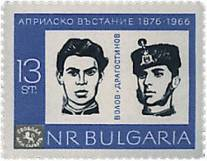 АПРИЛСКО ВЪСТАНИЕ 1876-1966
13
ST.
ВОЛОВ · ДРАГОСТИНОВ
NR. BULGARIA